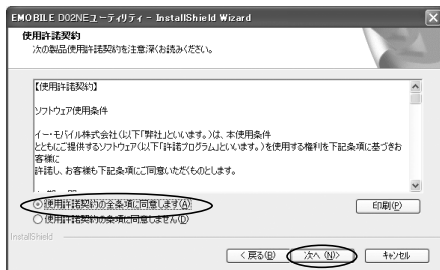 EMOBILE D02NEユーティリティ - InstallShield Wizard
使用許諾契約
次の製品使用許諾契約を注意深くお読みください。
【使用許諾契約】
ソフトウェア使用条件
イー・モバイル株式会社(以下「弊社」といいます。)は、本使用条件
とともにご提供するソフトウェア(以下「許諾プログラム」といいます。)を使用する権利を下記条項に基づきお
客様に
許諾し、お客様も下記条項にご同意いただくものとします。
使用許諾契約の全条項に同意します(A)
使用許諾契約の条項に同意しません(D)
印刷(P)
InstallShield
< 戻る(B)
次へ (N)>
キャンセル